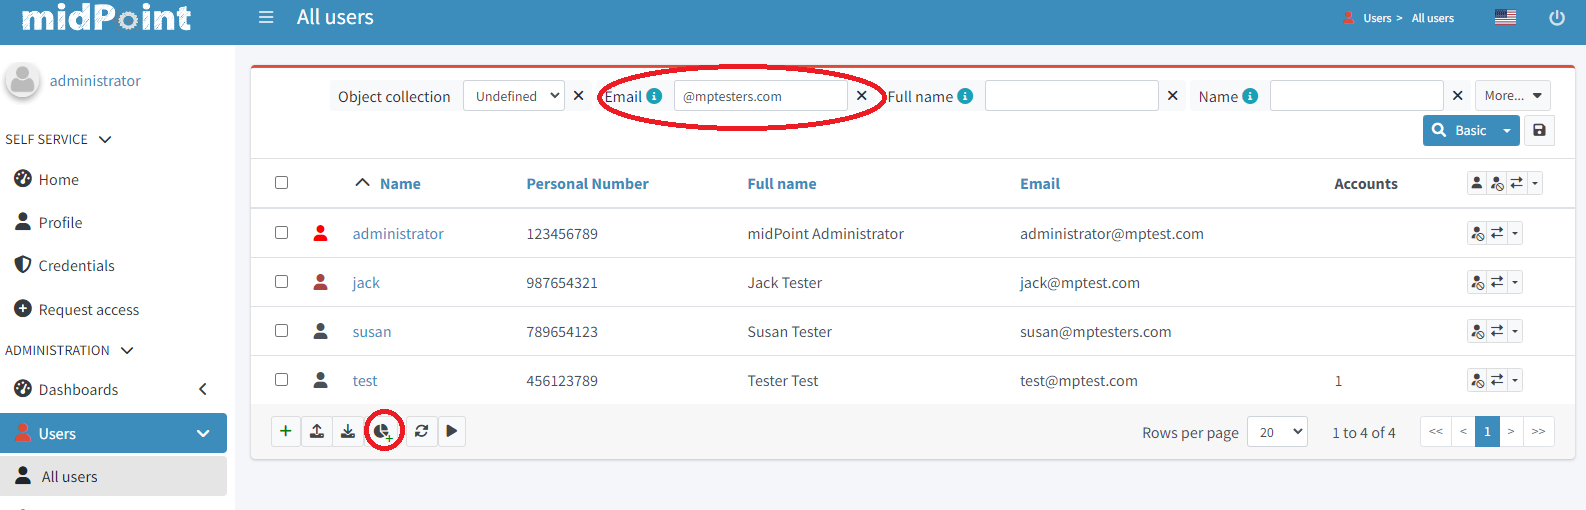 midPoint All users Users > All users
administrator
Object collection Undefined Email @mptesters.com Full name Name More...
SELF SERVICE
Basic
Home
Name Personal Number Full name Email Accounts
Profile
administrator 123456789 midPoint Administrator administrator@mptest.com
Credentials
jack 987654321 Jack Tester jack@mptest.com
Request access
susan 789654123 Susan Tester susan@mptesters.com
ADMINISTRATION
test 456123789 Tester Test test@mptest.com 1
Dashboards
Users
Rows per page 20 1 to 4 of 4 << < 1 > >>
All users